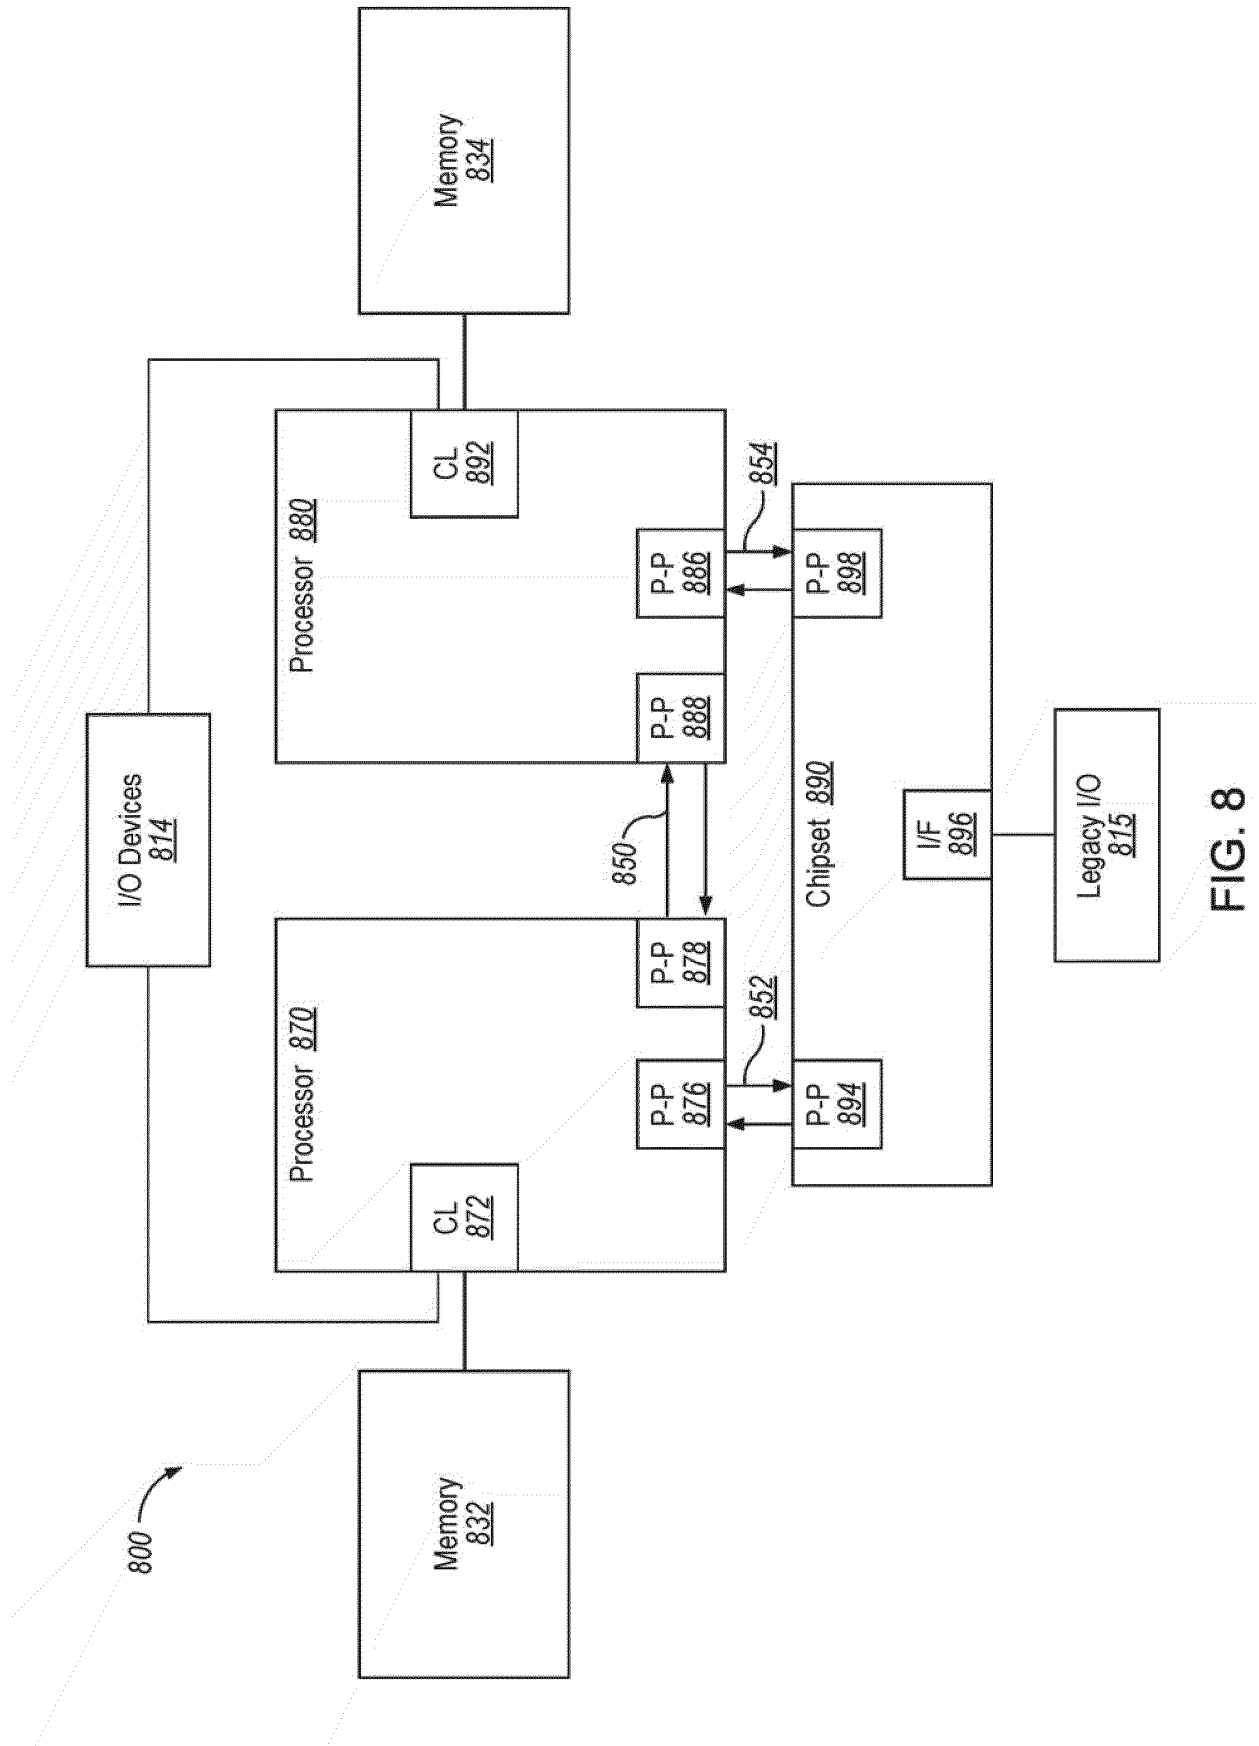 800
I/O Devices
814
Memory
832
Processor 870
CL
872
P-P
876
P-P
878
850
Processor 880
CL
892
P-P
888
P-P
886
Memory
834
852
854
Chipset 890
P-P
894
P-P
898
I/F
896
Legacy I/O
815
FIG. 8